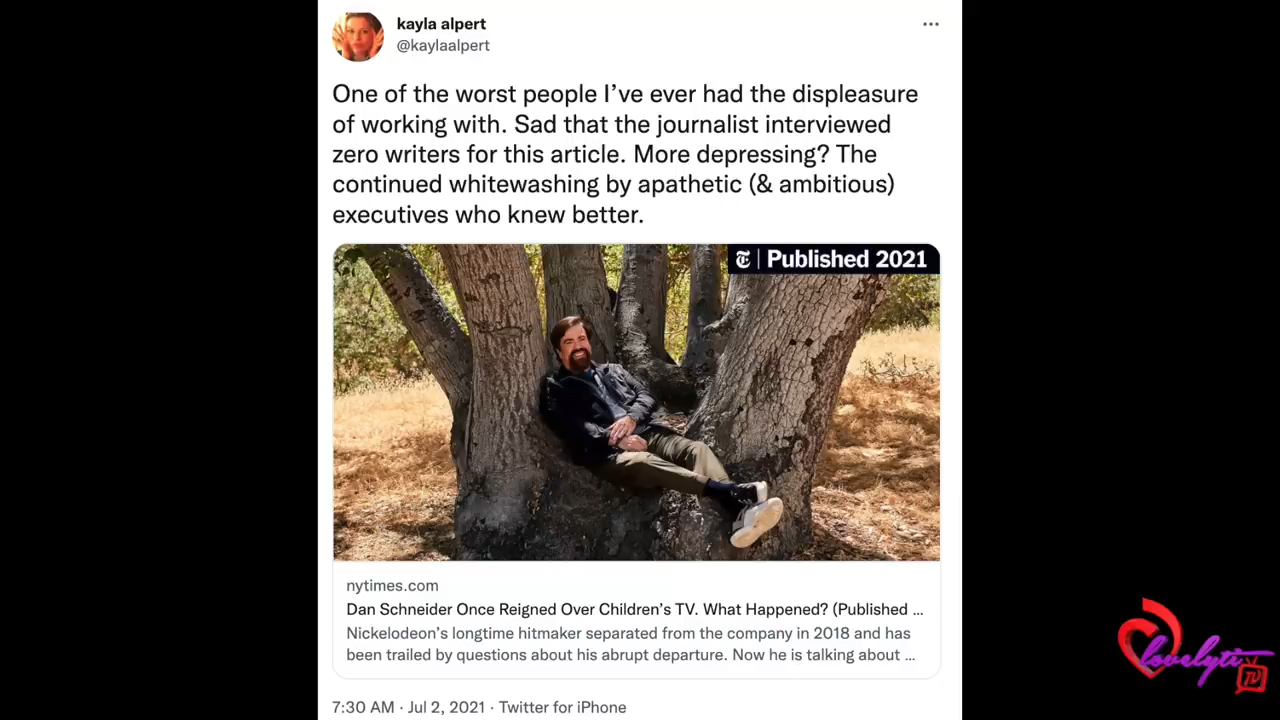 kayla alpert
@kaylaalpert
One of the worst people I've ever had the displeasure
of working with. Sad that the journalist interviewed
zero writers for this article. More depressing? The
continued whitewashing by apathetic (& ambitious)
executives who knew better.
T | Published 2021
nytimes.com
Dan Schneider Once Reigned Over Children's TV. What Happened? (Published ...
Nickelodeon's longtime hitmaker separated from the company in 2018 and has
been trailed by questions about his abrupt departure. Now he is talking about ...
7:30 AM · Jul 2, 2021 · Twitter for iPhone
lovelyti
TV